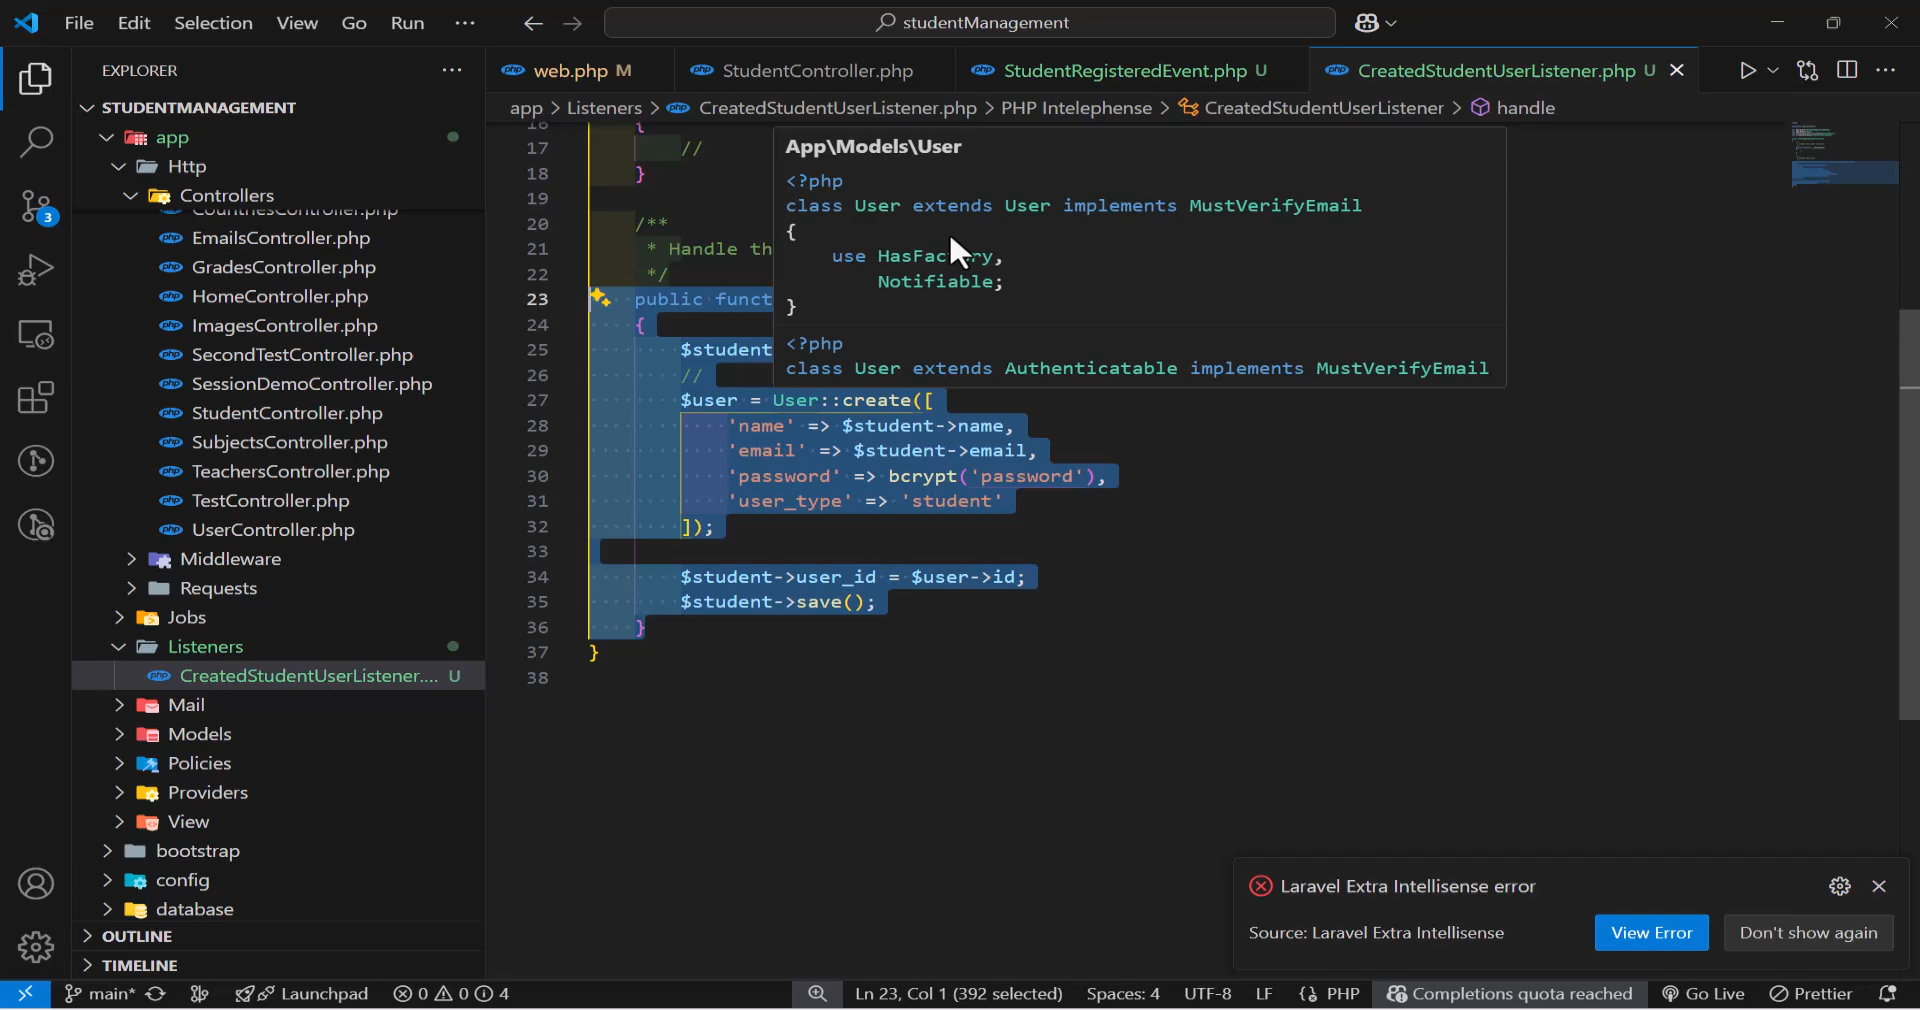 File Edit Selection View Go Run ···
studentManagement
EXPLORER ···
STUDENTMANAGEMENT
app
Http
Controllers
CountriesController.php
EmailsController.php
GradesController.php
HomeController.php
ImagesController.php
SecondTestController.php
SessionDemoController.php
StudentController.php
SubjectsController.php
TeachersController.php
TestController.php
UserController.php
Middleware
Requests
Jobs
Listeners
CreatedStudentUserListener.... U
Mail
Models
Policies
Providers
View
bootstrap
config
database
OUTLINE
TIMELINE
3
web.php M
StudentController.php
StudentRegisteredEvent.php U
CreatedStudentUserListener.php U
app > Listeners > CreatedStudentUserListener.php > PHP Intelephense > CreatedStudentUserListener > handle
16 {
17 //
18 }
19
20 /**
21 * Handle th
22 */
23 public funct
24 {
25 $student
26 //
27 $user = User::create([
28 'name' => $student->name,
29 'email' => $student->email,
30 'password' => bcrypt('password'),
31 'user_type' => 'student'
32 ]);
33
34 $student->user_id = $user->id;
35 $student->save();
36 }
37 }
38
App\Models\User
<?php
class User extends User implements MustVerifyEmail
{
use HasFactory,
Notifiable;
}
<?php
class User extends Authenticatable implements MustVerifyEmail
Laravel Extra Intellisense error
Source: Laravel Extra Intellisense
View Error
Don't show again
main* Launchpad 0 0 4
Ln 23, Col 1 (392 selected) Spaces: 4 UTF-8 LF {} PHP Completions quota reached Go Live Prettier